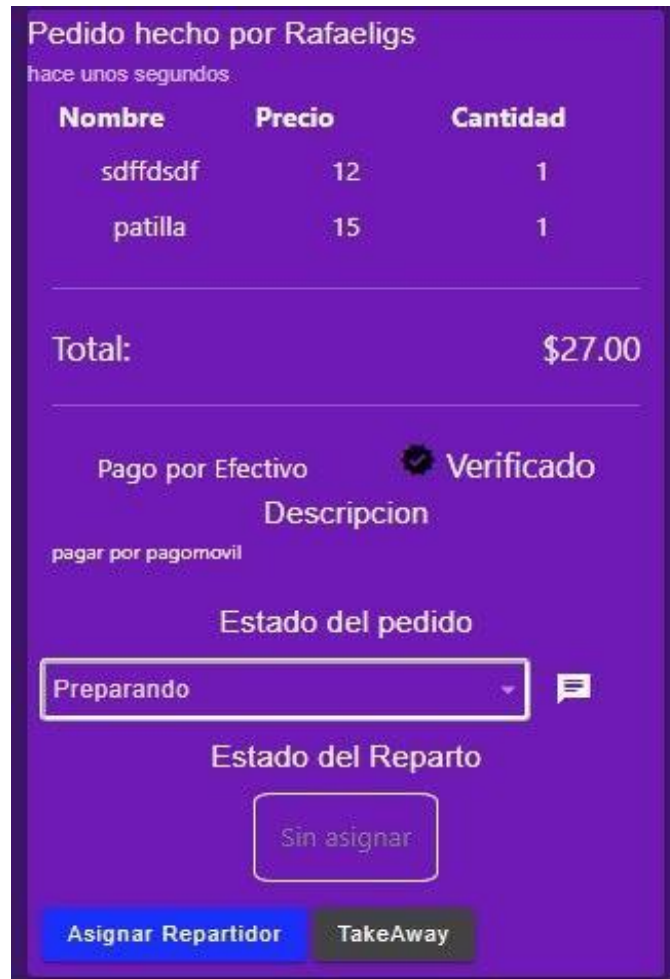 Pedido hecho por Rafaeligs
hace unos segundos
Nombre Precio Cantidad
sdffdsdf 12 1
patilla 15 1
Total: $27.00
Pago por Efectivo Verificado
Descripcion
pagar por pagomovil
Estado del pedido
Preparando
Estado del Reparto
Sin asignar
Asignar Repartidor TakeAway